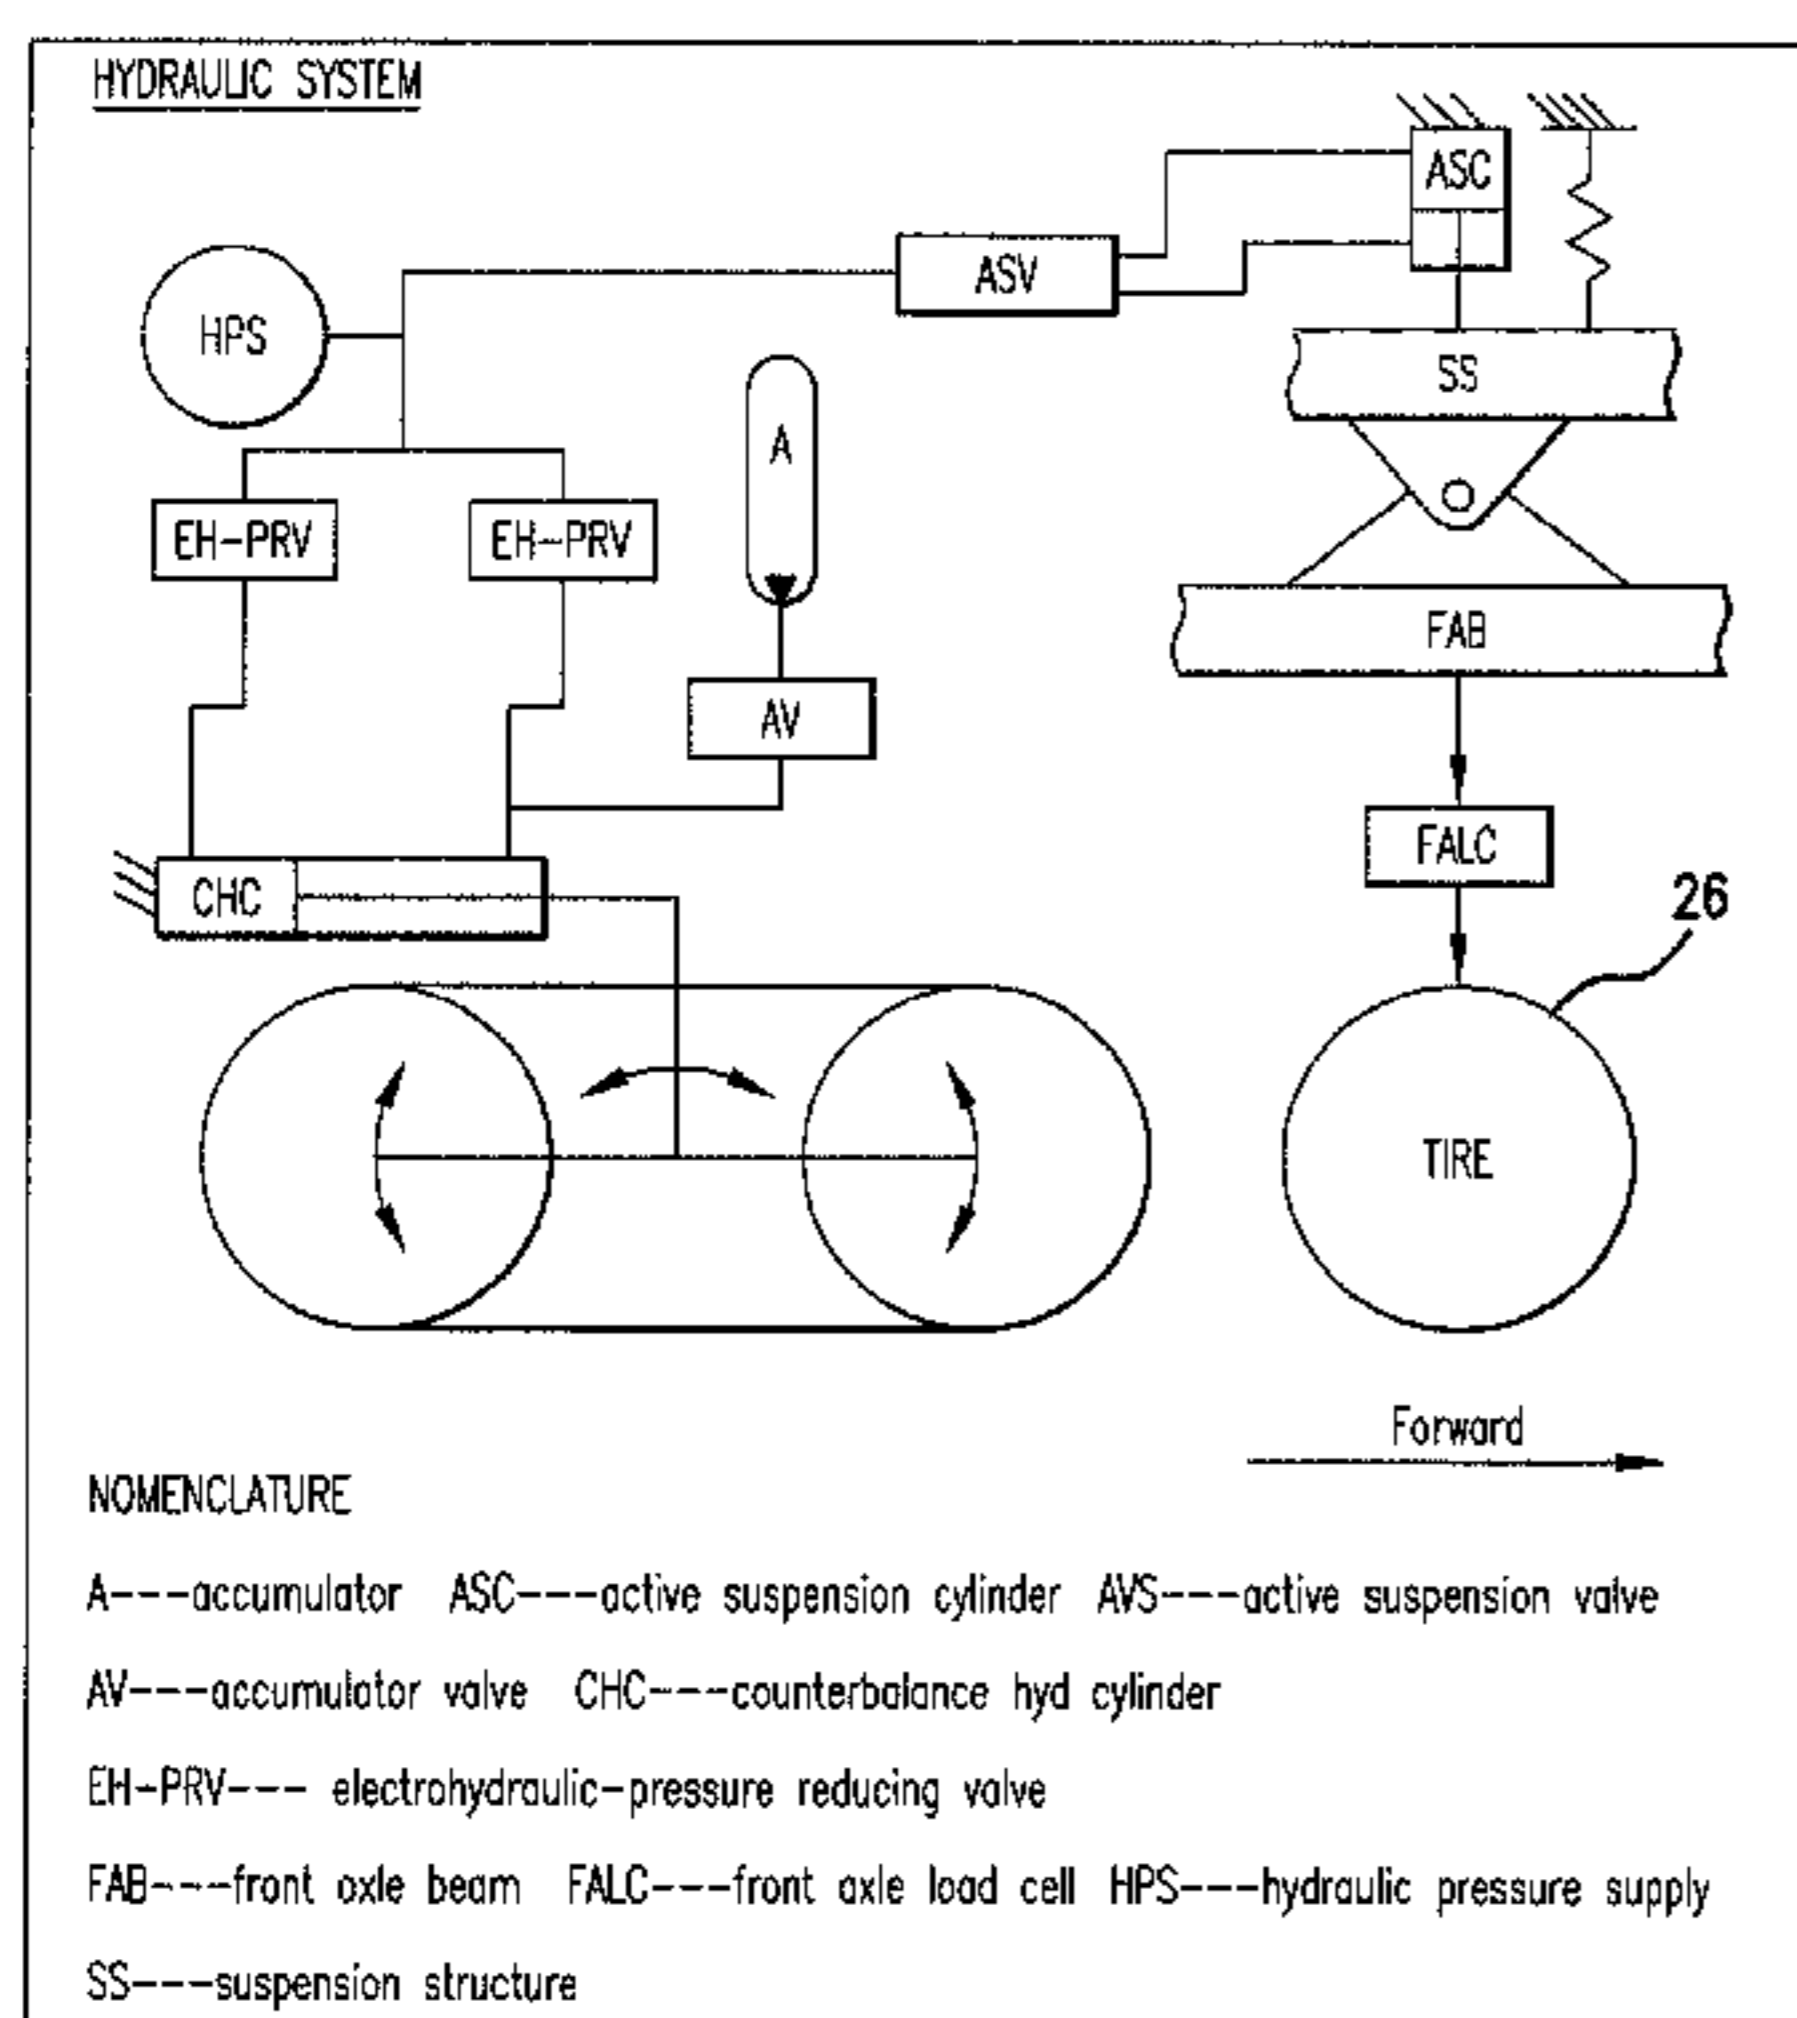 HYDRAULIC SYSTEM
ASC
ASV
HPS
SS
A
EH-PRV EH-PRV
FAB
AV
FALC
CHC
26
TIRE
Forward
NOMENCLATURE
A---accumulator ASC---active suspension cylinder AVS---active suspension valve
AV---accumulator valve CHC---counterbalance hyd cylinder
EH-PRV--- electrohydraulic-pressure reducing valve
FAB---front axle beam FALC---front axle load cell HPS---hydraulic pressure supply
SS---suspension structure